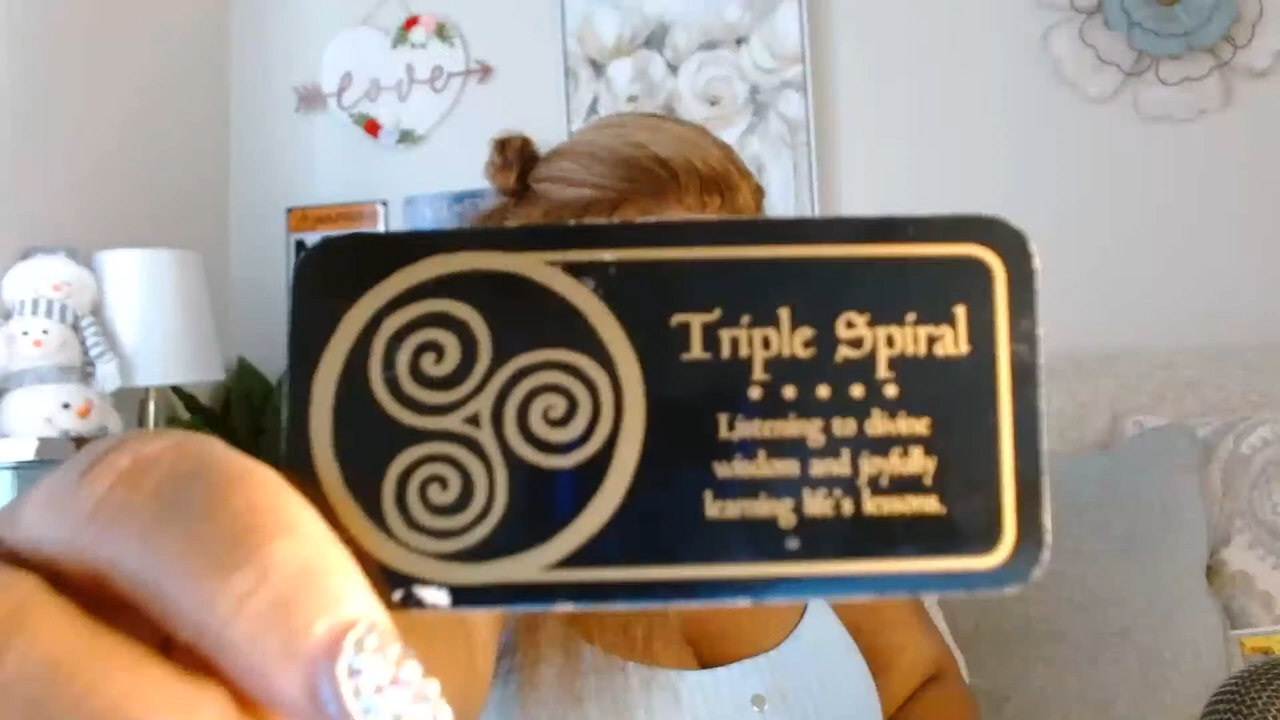 love
Triple Spiral
Listening to divine
wisdom and joyfully
learning life's lessons.